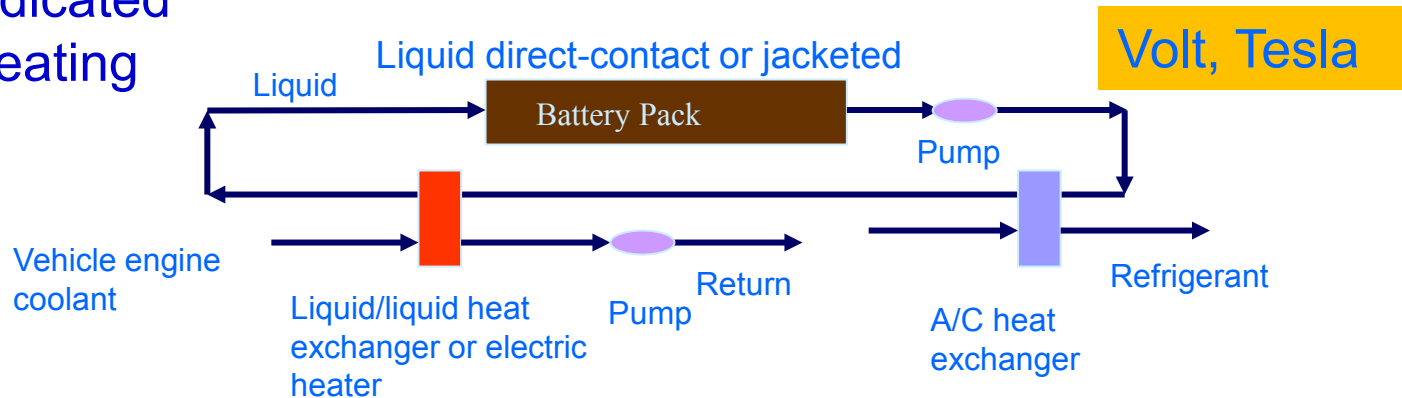 eating
Liquid direct-contact or jacketed
Volt, Tesla
Liquid
Battery Pack
Pump
Vehicle engine
coolant
Liquid/liquid heat
exchanger or electric
heater
Pump
Return
A/C heat
exchanger
Refrigerant